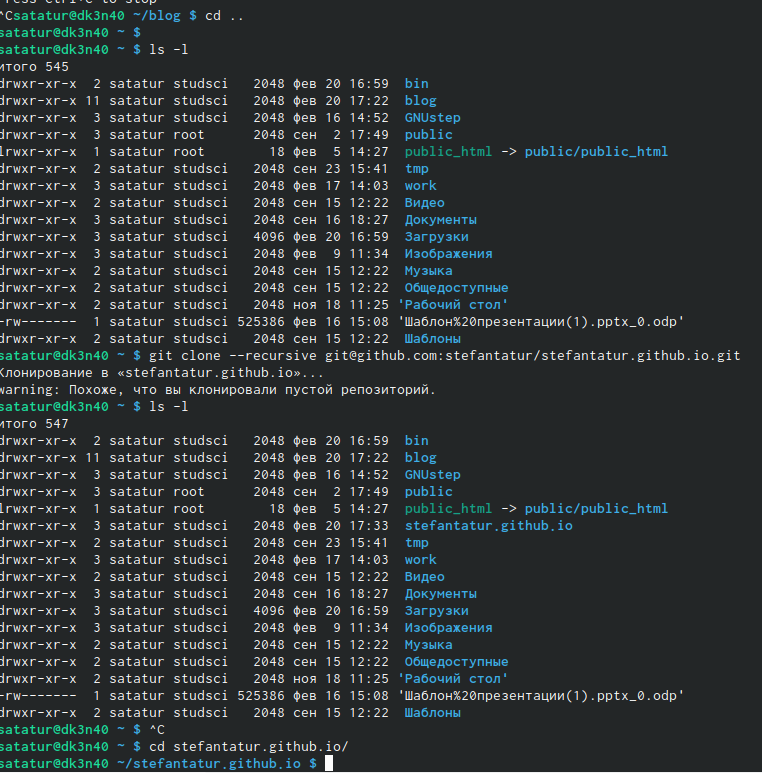 Press Ctrl+C to stop
^Csatatur@dk3n40 ~/blog $ cd ..
satatur@dk3n40 ~ $
satatur@dk3n40 ~ $ ls -l
итого 545
drwxr-xr-x  2 satatur studsci   2048 фев 20 16:59  bin
drwxr-xr-x 11 satatur studsci   2048 фев 20 17:22  blog
drwxr-xr-x  3 satatur studsci   2048 фев 16 14:52  GNUstep
drwxr-xr-x  3 satatur root      2048 сен  2 17:49  public
lrwxr-xr-x  1 satatur root        18 фев  5 14:27  public_html -> public/public_html
drwxr-xr-x  2 satatur studsci   2048 сен 23 15:41  tmp
drwxr-xr-x  3 satatur studsci   2048 фев 17 14:03  work
drwxr-xr-x  2 satatur studsci   2048 сен 15 12:22  Видео
drwxr-xr-x  3 satatur studsci   2048 сен 16 18:27  Документы
drwxr-xr-x  3 satatur studsci   4096 фев 20 16:59  Загрузки
drwxr-xr-x  3 satatur studsci   2048 фев  9 11:34  Изображения
drwxr-xr-x  2 satatur studsci   2048 сен 15 12:22  Музыка
drwxr-xr-x  2 satatur studsci   2048 сен 15 12:22  Общедоступные
drwxr-xr-x  2 satatur studsci   2048 ноя 18 11:25 'Рабочий стол'
-rw-------  1 satatur studsci 525386 фев 16 15:08 'Шаблон%20презентации(1).pptx_0.odp'
drwxr-xr-x  2 satatur studsci   2048 сен 15 12:22  Шаблоны
satatur@dk3n40 ~ $ git clone --recursive git@github.com:stefantatur/stefantatur.github.io.git
Клонирование в «stefantatur.github.io»...
warning: Похоже, что вы клонировали пустой репозиторий.
satatur@dk3n40 ~ $ ls -l
итого 547
drwxr-xr-x  2 satatur studsci   2048 фев 20 16:59  bin
drwxr-xr-x 11 satatur studsci   2048 фев 20 17:22  blog
drwxr-xr-x  3 satatur studsci   2048 фев 16 14:52  GNUstep
drwxr-xr-x  3 satatur root      2048 сен  2 17:49  public
lrwxr-xr-x  1 satatur root        18 фев  5 14:27  public_html -> public/public_html
drwxr-xr-x  3 satatur studsci   2048 фев 20 17:33  stefantatur.github.io
drwxr-xr-x  2 satatur studsci   2048 сен 23 15:41  tmp
drwxr-xr-x  3 satatur studsci   2048 фев 17 14:03  work
drwxr-xr-x  2 satatur studsci   2048 сен 15 12:22  Видео
drwxr-xr-x  3 satatur studsci   2048 сен 16 18:27  Документы
drwxr-xr-x  3 satatur studsci   4096 фев 20 16:59  Загрузки
drwxr-xr-x  3 satatur studsci   2048 фев  9 11:34  Изображения
drwxr-xr-x  2 satatur studsci   2048 сен 15 12:22  Музыка
drwxr-xr-x  2 satatur studsci   2048 сен 15 12:22  Общедоступные
drwxr-xr-x  2 satatur studsci   2048 ноя 18 11:25 'Рабочий стол'
-rw-------  1 satatur studsci 525386 фев 16 15:08 'Шаблон%20презентации(1).pptx_0.odp'
drwxr-xr-x  2 satatur studsci   2048 сен 15 12:22  Шаблоны
satatur@dk3n40 ~ $ ^C
satatur@dk3n40 ~ $ cd stefantatur.github.io/
satatur@dk3n40 ~/stefantatur.github.io $